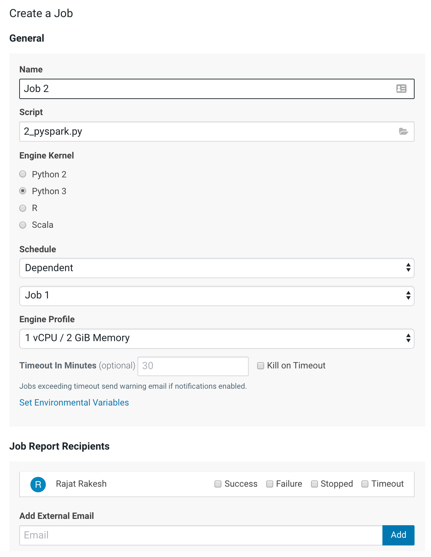 Create a Job
General
Name
Job 2
Script
2_pyspark.py
Engine Kernel
Python 2
Python 3
R
Scala
Schedule
Dependent
Job 1
Engine Profile
1 vCPU / 2 GiB Memory
Timeout In Minutes (optional) 30 Kill on Timeout
Jobs exceeding timeout send warning email if notifications enabled.
Set Environmental Variables
Job Report Recipients
R Rajat Rakesh Success Failure Stopped Timeout
Add External Email
Email Add